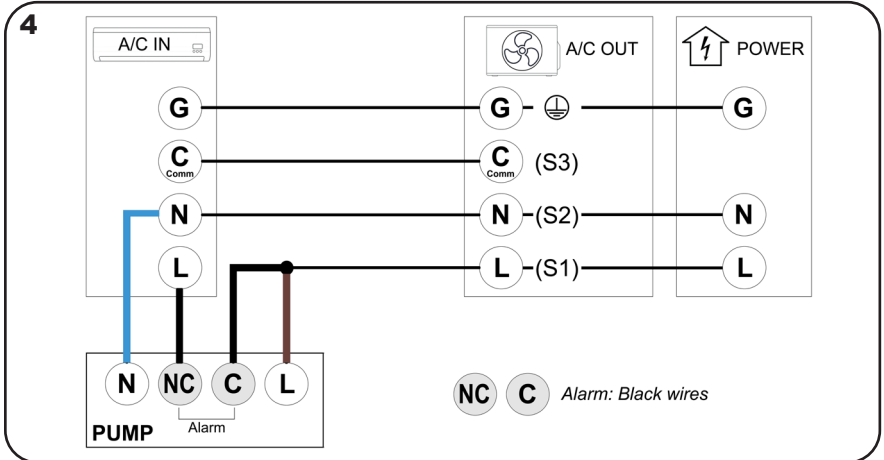 4
A/C IN
A/C OUT
POWER
G
G
G
C
Comm
C
Comm
(S3)
N
N
(S2)
N
L
L
(S1)
L
N
NC
C
L
Alarm
PUMP
NC
C
Alarm: Black wires